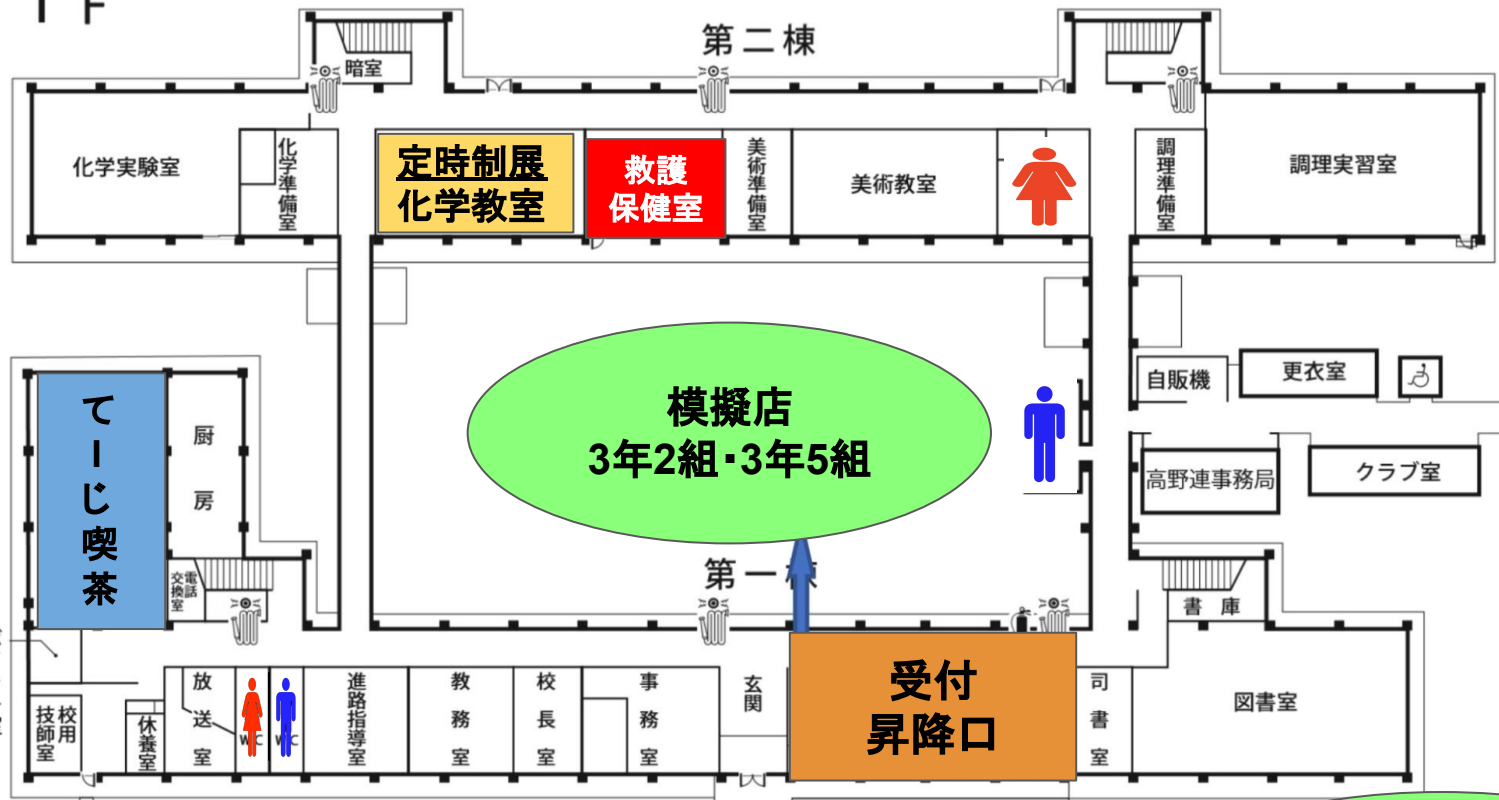 1F
第二棟
暗室
化学実験室
化学準備室
定時制展
化学教室
救護
保健室
美術準備室
美術教室
調理準備室
調理実習室
てーじ喫茶
厨房
電話
交換室
模擬店
3年2組・3年5組
自販機
更衣室
高野連事務局
クラブ室
第一棟
書庫
校用
技師室
休養室
放送室
WC
WC
進路指導室
教務室
校長室
事務室
玄関
受付
昇降口
司書室
図書室